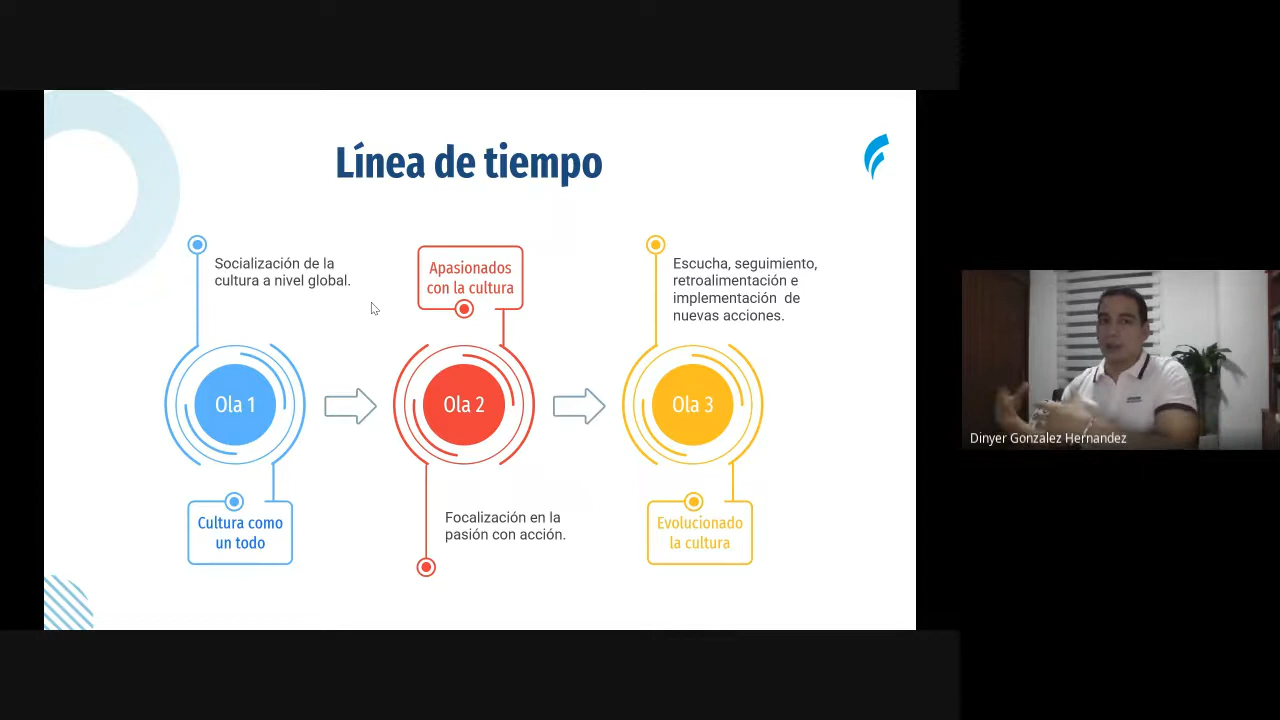 Línea de tiempo
Socialización de la
cultura a nivel global.
Ola 1
Cultura como
un todo
Apasionados
con la cultura
Ola 2
Focalización en la
pasión con acción.
Escucha, seguimiento,
retroalimentación e
implementación de
nuevas acciones.
Ola 3
Evolucionado
la cultura
Dinyer Gonzalez Hernandez